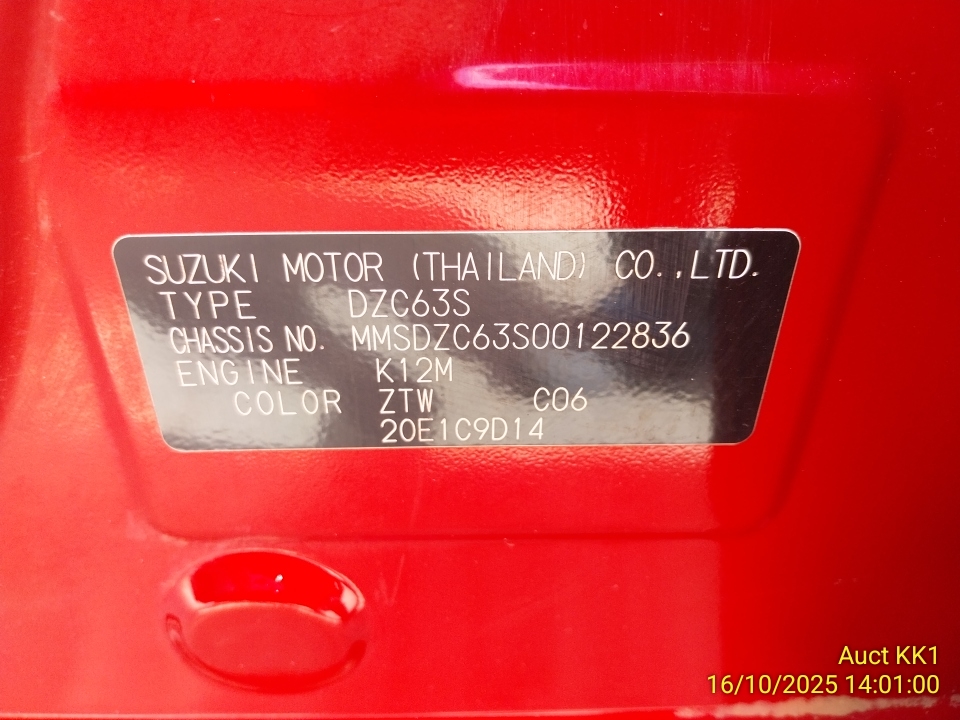 SUZUKI MOTOR (THAILAND) CO.,LTD.
TYPE DZC63S
CHASSIS NO. MMSDZC63S00122836
ENGINE K12M
COLOR ZTW C06
20E1C9D14
Auct KK1
16/10/2025 14:01:00